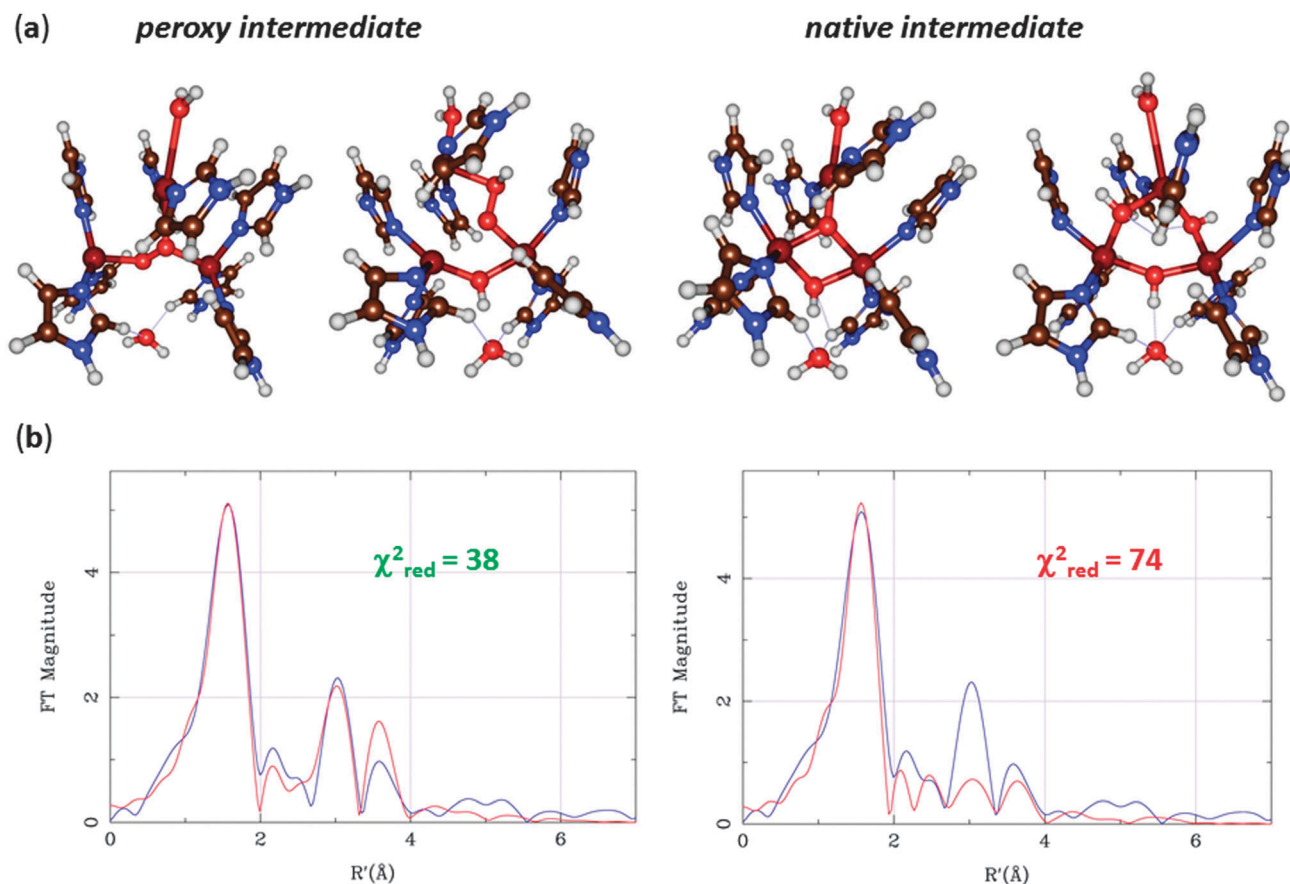 (a) peroxy intermediate native intermediate
(b)
χ²red = 38
FT Magnitude
0
2
4
0 2 4 6
R'(Å)
χ²red = 74
FT Magnitude
0
2
4
0 2 4 6
R'(Å)